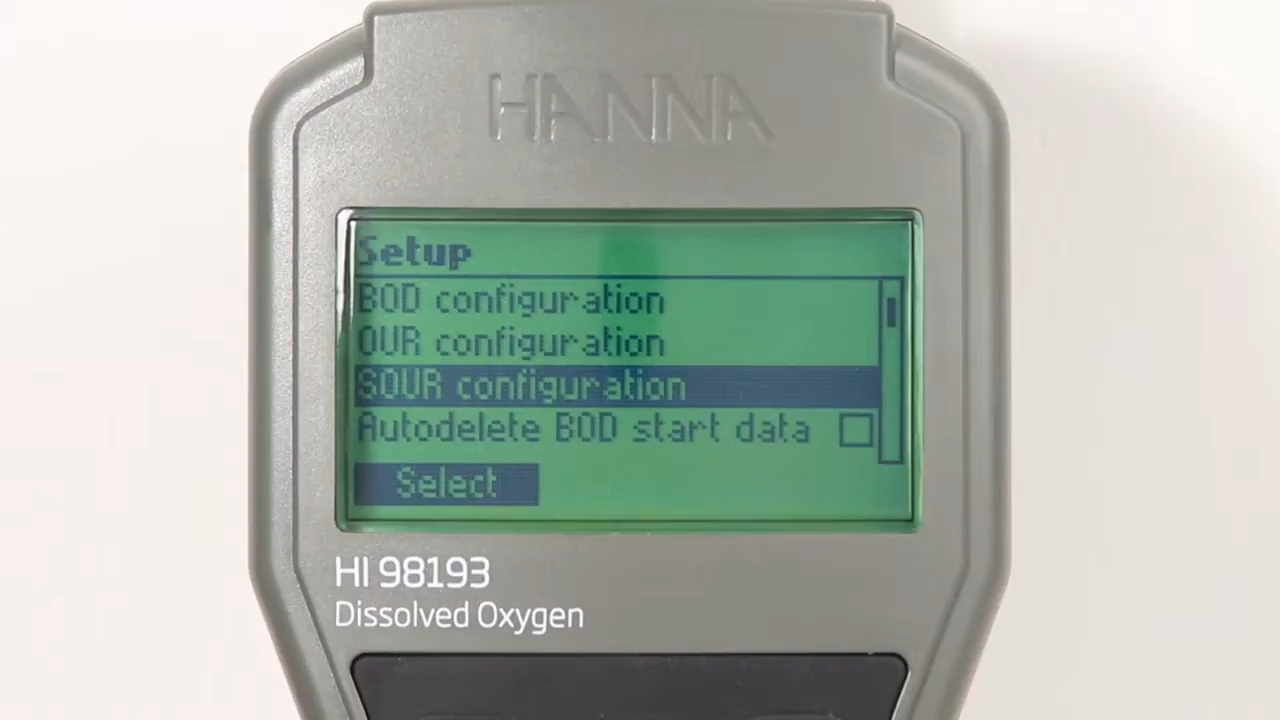 HANNA
Setup
BOD configuration
OUR configuration
SOUR configuration
Autodelete BOD start data
Select
HI 98193
Dissolved Oxygen